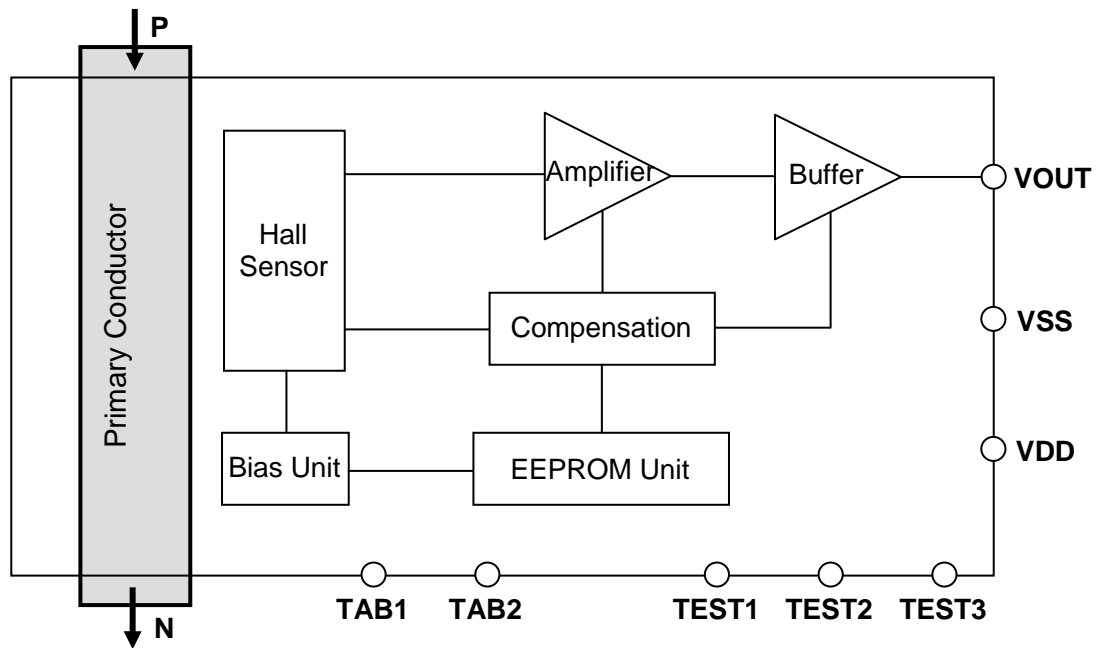 P
Primary Conductor
Hall
Sensor
Amplifier
Buffer
VOUT
Compensation
VSS
Bias Unit
EEPROM Unit
VDD
TAB1
TAB2
TEST1
TEST2
TEST3
N